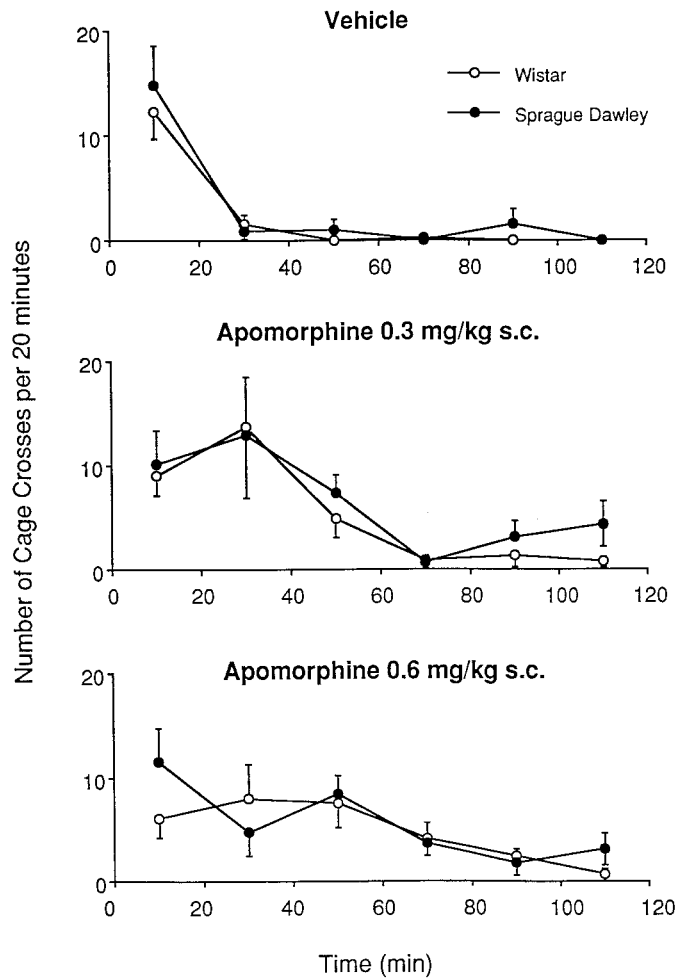 Vehicle
20
10
0
Wistar
Sprague Dawley
0 20 40 60 80 100 120
Number of Cage Crosses per 20 minutes
Apomorphine 0.3 mg/kg s.c.
20
10
0
0 20 40 60 80 100 120
Apomorphine 0.6 mg/kg s.c.
20
10
0
0 20 40 60 80 100 120
Time (min)